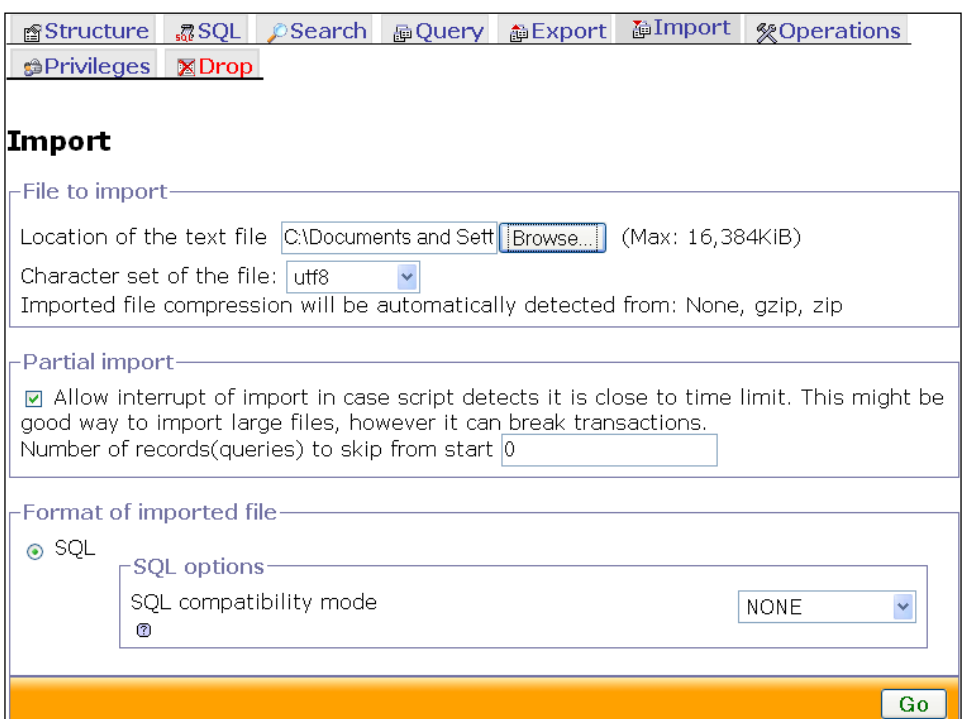 Structure SQL Search Query Export Import Operations
Privileges Drop
Import
File to import
Location of the text file C:\Documents and Sett Browse... (Max: 16,384KiB)
Character set of the file: utf8
Imported file compression will be automatically detected from: None, gzip, zip
Partial import
Allow interrupt of import in case script detects it is close to time limit. This might be
good way to import large files, however it can break transactions.
Number of records(queries) to skip from start 0
Format of imported file
SQL
SQL options
SQL compatibility mode NONE
?
Go